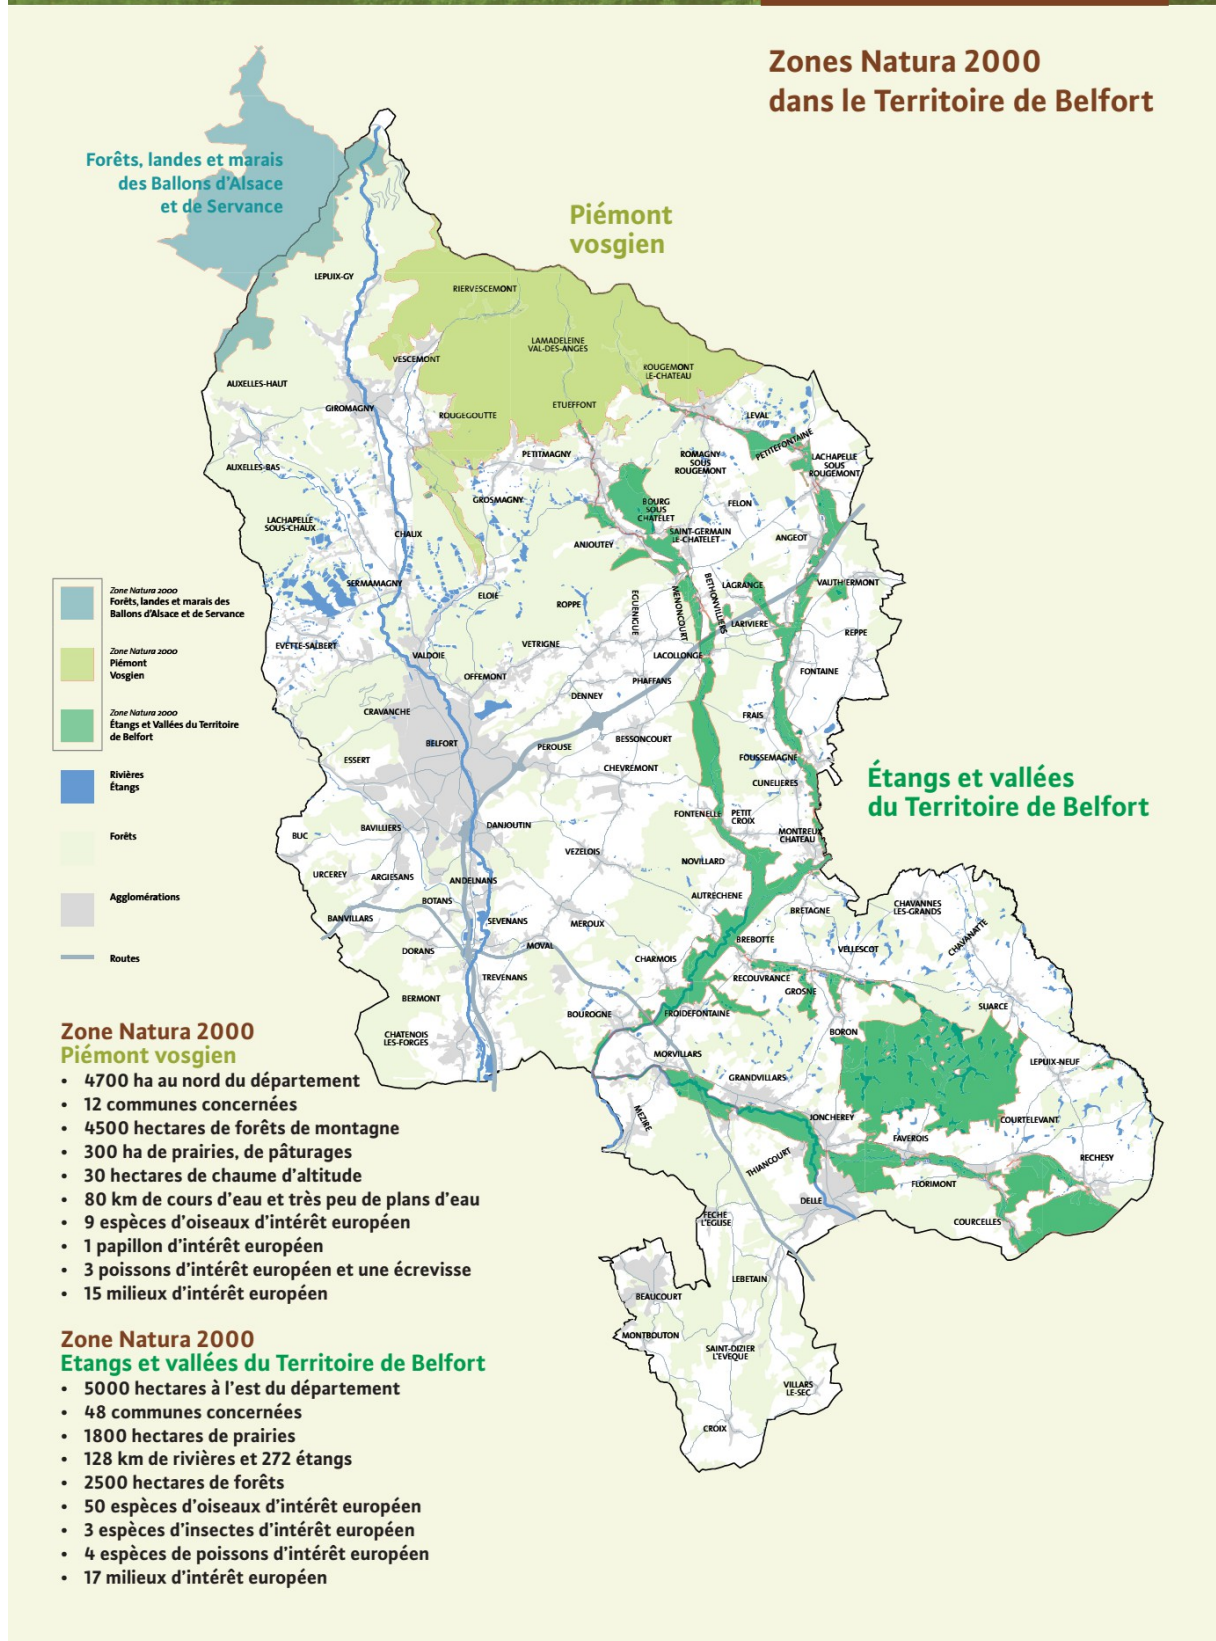 Zones Natura 2000
dans le Territoire de Belfort
Forêts, landes et marais
des Ballons d'Alsace
et de Servance
Piémont
vosgien
LEPUIX-GY
RIERVESCEMONT
LAMADELEINE
VAL-DES-ANGES
VESCEMONT
ROUGEMONT
LE-CHATEAU
AUXELLES-HAUT
GIROMAGNY
ROUGEGOUTTE
ETUEFFONT
LEVAL
PETITEFONTAINE
PETITMAGNY
ROMAGNY
SOUS
ROUGEMONT
LACHAPELLE
SOUS
ROUGEMONT
AUXELLES-BAS
GROSMAGNY
BOURG
SOUS
CHATELET
FELON
LACHAPELLE
SOUS-CHAUX
CHAUX
ANJOUTEY
SAINT-GERMAIN
LE-CHATELET
ANGEOT
SERMAMAGNY
ELOIE
ROPPE
EGUENIGUE
MENONCOURT
BETHONVILLIERS
LAGRANGE
VAUTHIERMONT
LARIVIERE
REPPE
EVETTE-SALBERT
VALDOIE
VETRIGNE
LACOLLONGE
OFFEMONT
PHAFFANS
FONTAINE
DENNEY
CRAVANCHE
FRAIS
BELFORT
PEROUSE
BESSONCOURT
ESSERT
CHEVREMONT
FOUSSEMAGNE
CUNELIERES
FONTENELLE
PETIT
CROIX
MONTREUX
CHATEAU
BUC
BAVILLIERS
DANJOUTIN
VEZELOIS
NOVILLARD
URCEREY
ARGIESANS
ANDELNANS
BOTANS
AUTRECHENE
BRETAGNE
CHAVANNES
LES-GRANDS
BANVILLARS
SEVENANS
MEROUX
CHAVANATTE
DORANS
MOVAL
BREBOTTE
VELLESCOT
CHARMOIS
TREVENANS
RECOUVRANCE
GROSNE
BERMONT
BOUROGNE
FROIDEFONTAINE
SUARCE
CHATENOIS
LES-FORGES
BORON
MORVILLARS
LEPUIX-NEUF
GRANDVILLARS
MEZIRE
JONCHEREY
COURTELEVANT
FAVEROIS
THIANCOURT
RECHESY
FLORIMONT
DELLE
FECHE
L'EGLISE
COURCELLES
LEBETAIN
BEAUCOURT
MONTBOUTON
SAINT-DIZIER
L'EVEQUE
VILLARS
LE-SEC
CROIX
Étangs et vallées
du Territoire de Belfort
Zone Natura 2000
Forêts, landes et marais des
Ballons d'Alsace et de Servance
Zone Natura 2000
Piémont
Vosgien
Zone Natura 2000
Étangs et Vallées du Territoire
de Belfort
Rivières
Étangs
Forêts
Agglomérations
Routes
Zone Natura 2000
Piémont vosgien
• 4700 ha au nord du département
• 12 communes concernées
• 4500 hectares de forêts de montagne
• 300 ha de prairies, de pâturages
• 30 hectares de chaume d'altitude
• 80 km de cours d'eau et très peu de plans d'eau
• 9 espèces d'oiseaux d'intérêt européen
• 1 papillon d'intérêt européen
• 3 poissons d'intérêt européen et une écrevisse
• 15 milieux d'intérêt européen
Zone Natura 2000
Etangs et vallées du Territoire de Belfort
• 5000 hectares à l'est du département
• 48 communes concernées
• 1800 hectares de prairies
• 128 km de rivières et 272 étangs
• 2500 hectares de forêts
• 50 espèces d'oiseaux d'intérêt européen
• 3 espèces d'insectes d'intérêt européen
• 4 espèces de poissons d'intérêt européen
• 17 milieux d'intérêt européen